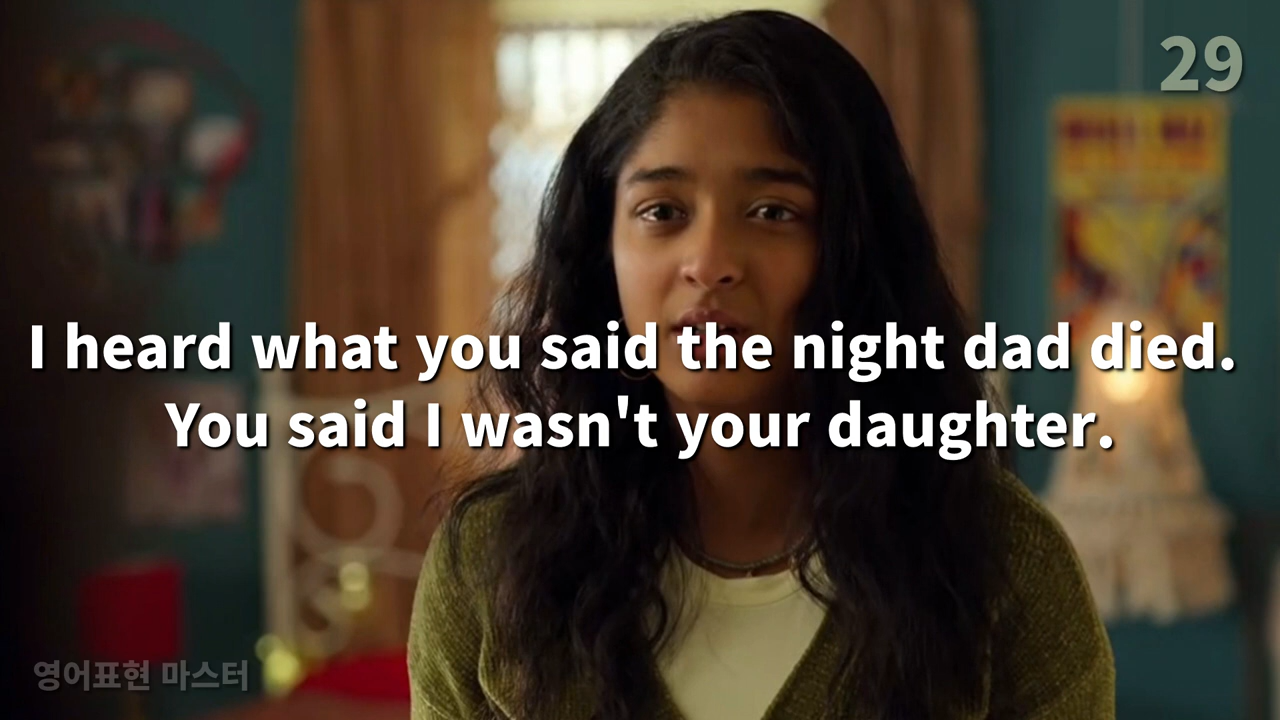 29
I heard what you said the night dad died.
You said I wasn't your daughter.
영어표현 마스터